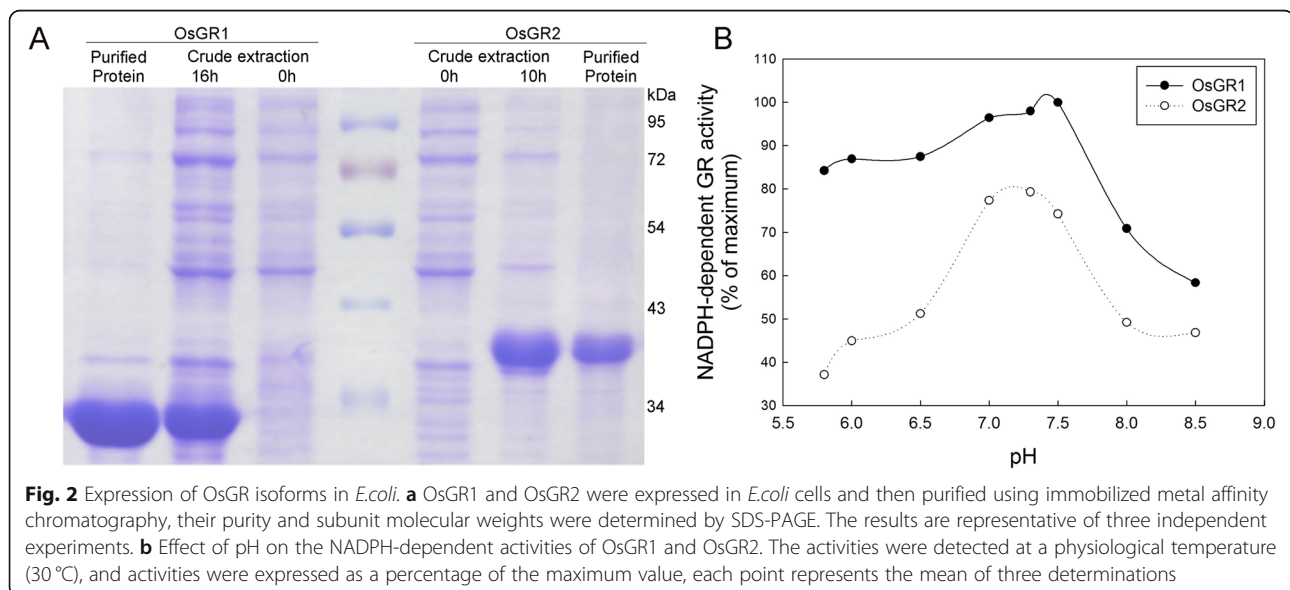 A
OsGR1
OsGR2
Purified Protein
Crude extraction
16h 0h
Crude extraction
0h 10h
Purified Protein
kDa
95
72
54
43
34
B
110
100
90
80
70
60
50
40
30
5.5 6.0 6.5 7.0 7.5 8.0 8.5 9.0
NADPH-dependent GR activity
(% of maximum)
pH
OsGR1
OsGR2
Fig. 2 Expression of OsGR isoforms in E.coli. a OsGR1 and OsGR2 were expressed in E.coli cells and then purified using immobilized metal affinity
chromatography, their purity and subunit molecular weights were determined by SDS-PAGE. The results are representative of three independent
experiments. b Effect of pH on the NADPH-dependent activities of OsGR1 and OsGR2. The activities were detected at a physiological temperature
(30 °C), and activities were expressed as a percentage of the maximum value, each point represents the mean of three determinations